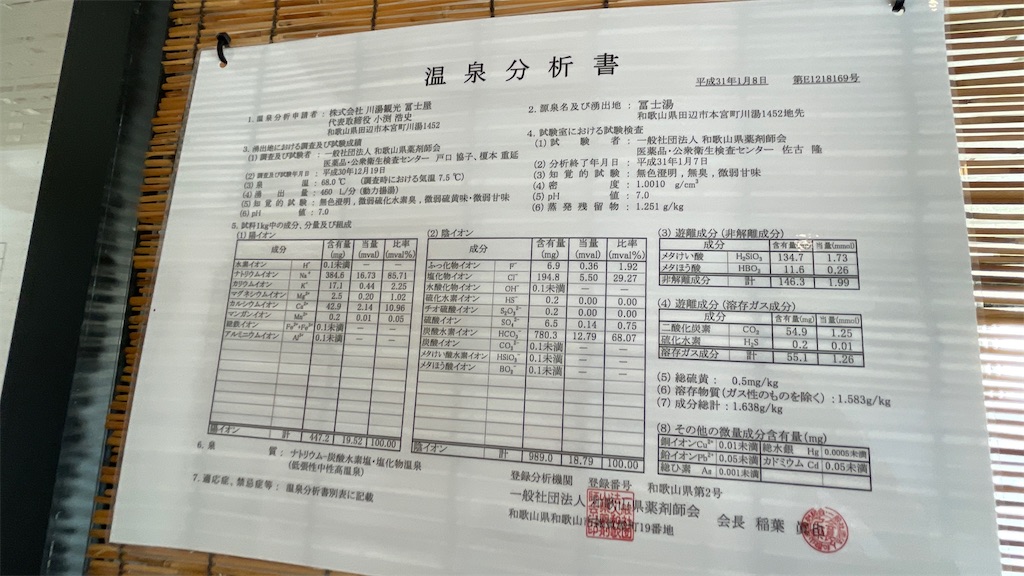 温泉分析書
平成31年1月8日 第E1218169号
1. 温泉分析申請者 : 株式会社 川湯観光 冨士屋
代表取締役 小渕 浩史
和歌山県田辺市本宮町川湯1452
2. 源泉名及び湧出地 : 冨士湯
和歌山県田辺市本宮町川湯1452地先
3. 湧出地における調査及び試験成績
(1) 調査及び試験者 : 一般社団法人 和歌山県薬剤師会
医薬品・公衆衛生検査センター 戸口 協子, 榎本 重延
(2) 調査及び試験年月日 : 平成30年12月19日
(3) 泉温 : 68.0 ℃ (調査時における気温 7.5 ℃)
(4) 湧出量 : 460 L/分 (動力揚湯)
(5) 知覚的試験 : 無色澄明, 微弱硫化水素臭, 微弱黄味・微弱甘味
(6) pH値 : 7.0
4. 試験室における試験検査
(1) 試験者 : 一般社団法人 和歌山県薬剤師会
医薬品・公衆衛生検査センター 佐古 隆
(2) 分析終了年月日 : 平成31年1月7日
(3) 知覚的試験 : 無色澄明, 無臭, 微弱甘味
(4) 密度 : 1.0010 g/cm³
(5) pH値 : 7.0
(6) 蒸発残留物 : 1.251 g/kg
5. 試料1kg中の成分, 分量及び組成
(1) 陽イオン
成分 含有量(mg) 当量(mval) 比率(mval%)
水素イオン H⁺ 0.1未満 — —
ナトリウムイオン Na⁺ 384.6 16.73 85.71
カリウムイオン K⁺ 17.1 0.44 2.25
マグネシウムイオン Mg²⁺ 2.5 0.20 1.02
カルシウムイオン Ca²⁺ 42.9 2.14 10.96
マンガンイオン Mn²⁺ 0.2 0.01 0.05
総鉄イオン Fe²⁺+Fe³⁺ 0.1未満 — —
アルミニウムイオン Al³⁺ 0.1未満 — —
陽イオン 計 447.2 19.52 100.00
(2) 陰イオン
成分 含有量(mg) 当量(mval) 比率(mval%)
ふっ化物イオン F⁻ 6.9 0.36 1.92
塩化物イオン Cl⁻ 194.8 5.50 29.27
水酸化物イオン OH⁻ 0.1未満 — —
硫化水素イオン HS⁻ 0.2 0.00 0.00
チオ硫酸イオン S₂O₃²⁻ 0.2 0.00 0.00
硫酸イオン SO₄²⁻ 6.5 0.14 0.75
炭酸水素イオン HCO₃⁻ 780.3 12.79 68.07
炭酸イオン CO₃²⁻ 0.1未満 — —
メタけい酸水素イオン HSiO₃⁻ 0.1未満 — —
メタほう酸イオン BO₂⁻ 0.1未満 — —
陰イオン 計 989.0 18.79 100.00
(3) 遊離成分 (非解離成分)
成分 含有量(mg) 当量(mmol)
メタけい酸 H₂SiO₃ 134.7 1.73
メタほう酸 HBO₂ 11.6 0.26
非解離成分 計 146.3 1.99
(4) 遊離成分 (溶存ガス成分)
成分 含有量(mg) 当量(mmol)
二酸化炭素 CO₂ 54.9 1.25
硫化水素 H₂S 0.2 0.01
溶存ガス成分 計 55.1 1.26
(5) 総硫黄 : 0.5mg/kg
(6) 溶存物質 (ガス性のものを除く) : 1.583g/kg
(7) 成分総計 : 1.638g/kg
(8) その他の微量成分含有量(mg)
銅イオンCu²⁺ 0.01未満 総水銀 Hg 0.0005未満
鉛イオンPb²⁺ 0.05未満 カドミウム Cd 0.05未満
総ひ素 As 0.001未満
6. 泉質 : ナトリウム-炭酸水素塩・塩化物温泉
(低張性中性高温泉)
7. 適応症, 禁忌症等 : 温泉分析書別表に記載
登録分析機関 登録番号 和歌山県第2号
一般社団法人 和歌山県薬剤師会 会長 稲葉
和歌山県和歌山市 町19番地